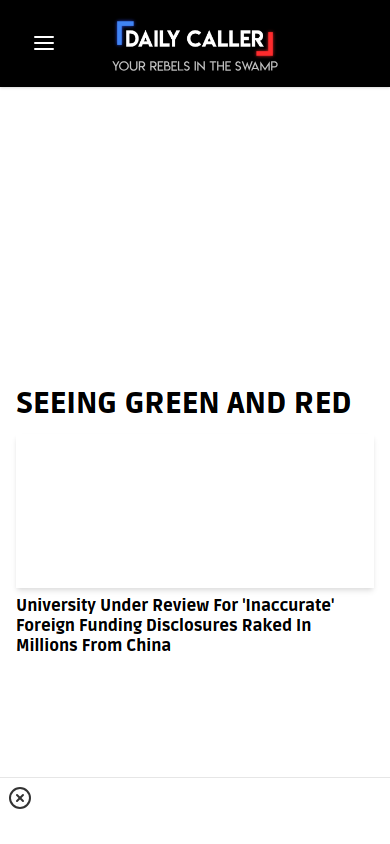 DAILY CALLER
YOUR REBELS IN THE SWAMP
SEEING GREEN AND RED
University Under Review For 'Inaccurate'
Foreign Funding Disclosures Raked In
Millions From China